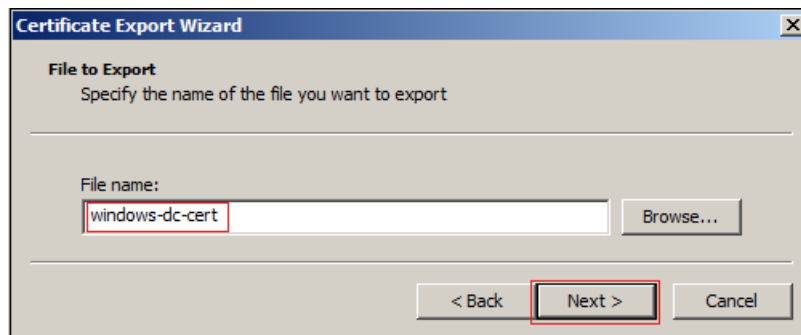 Certificate Export Wizard
File to Export
Specify the name of the file you want to export
File name:
windows-dc-cert
Browse...
< Back
Next >
Cancel